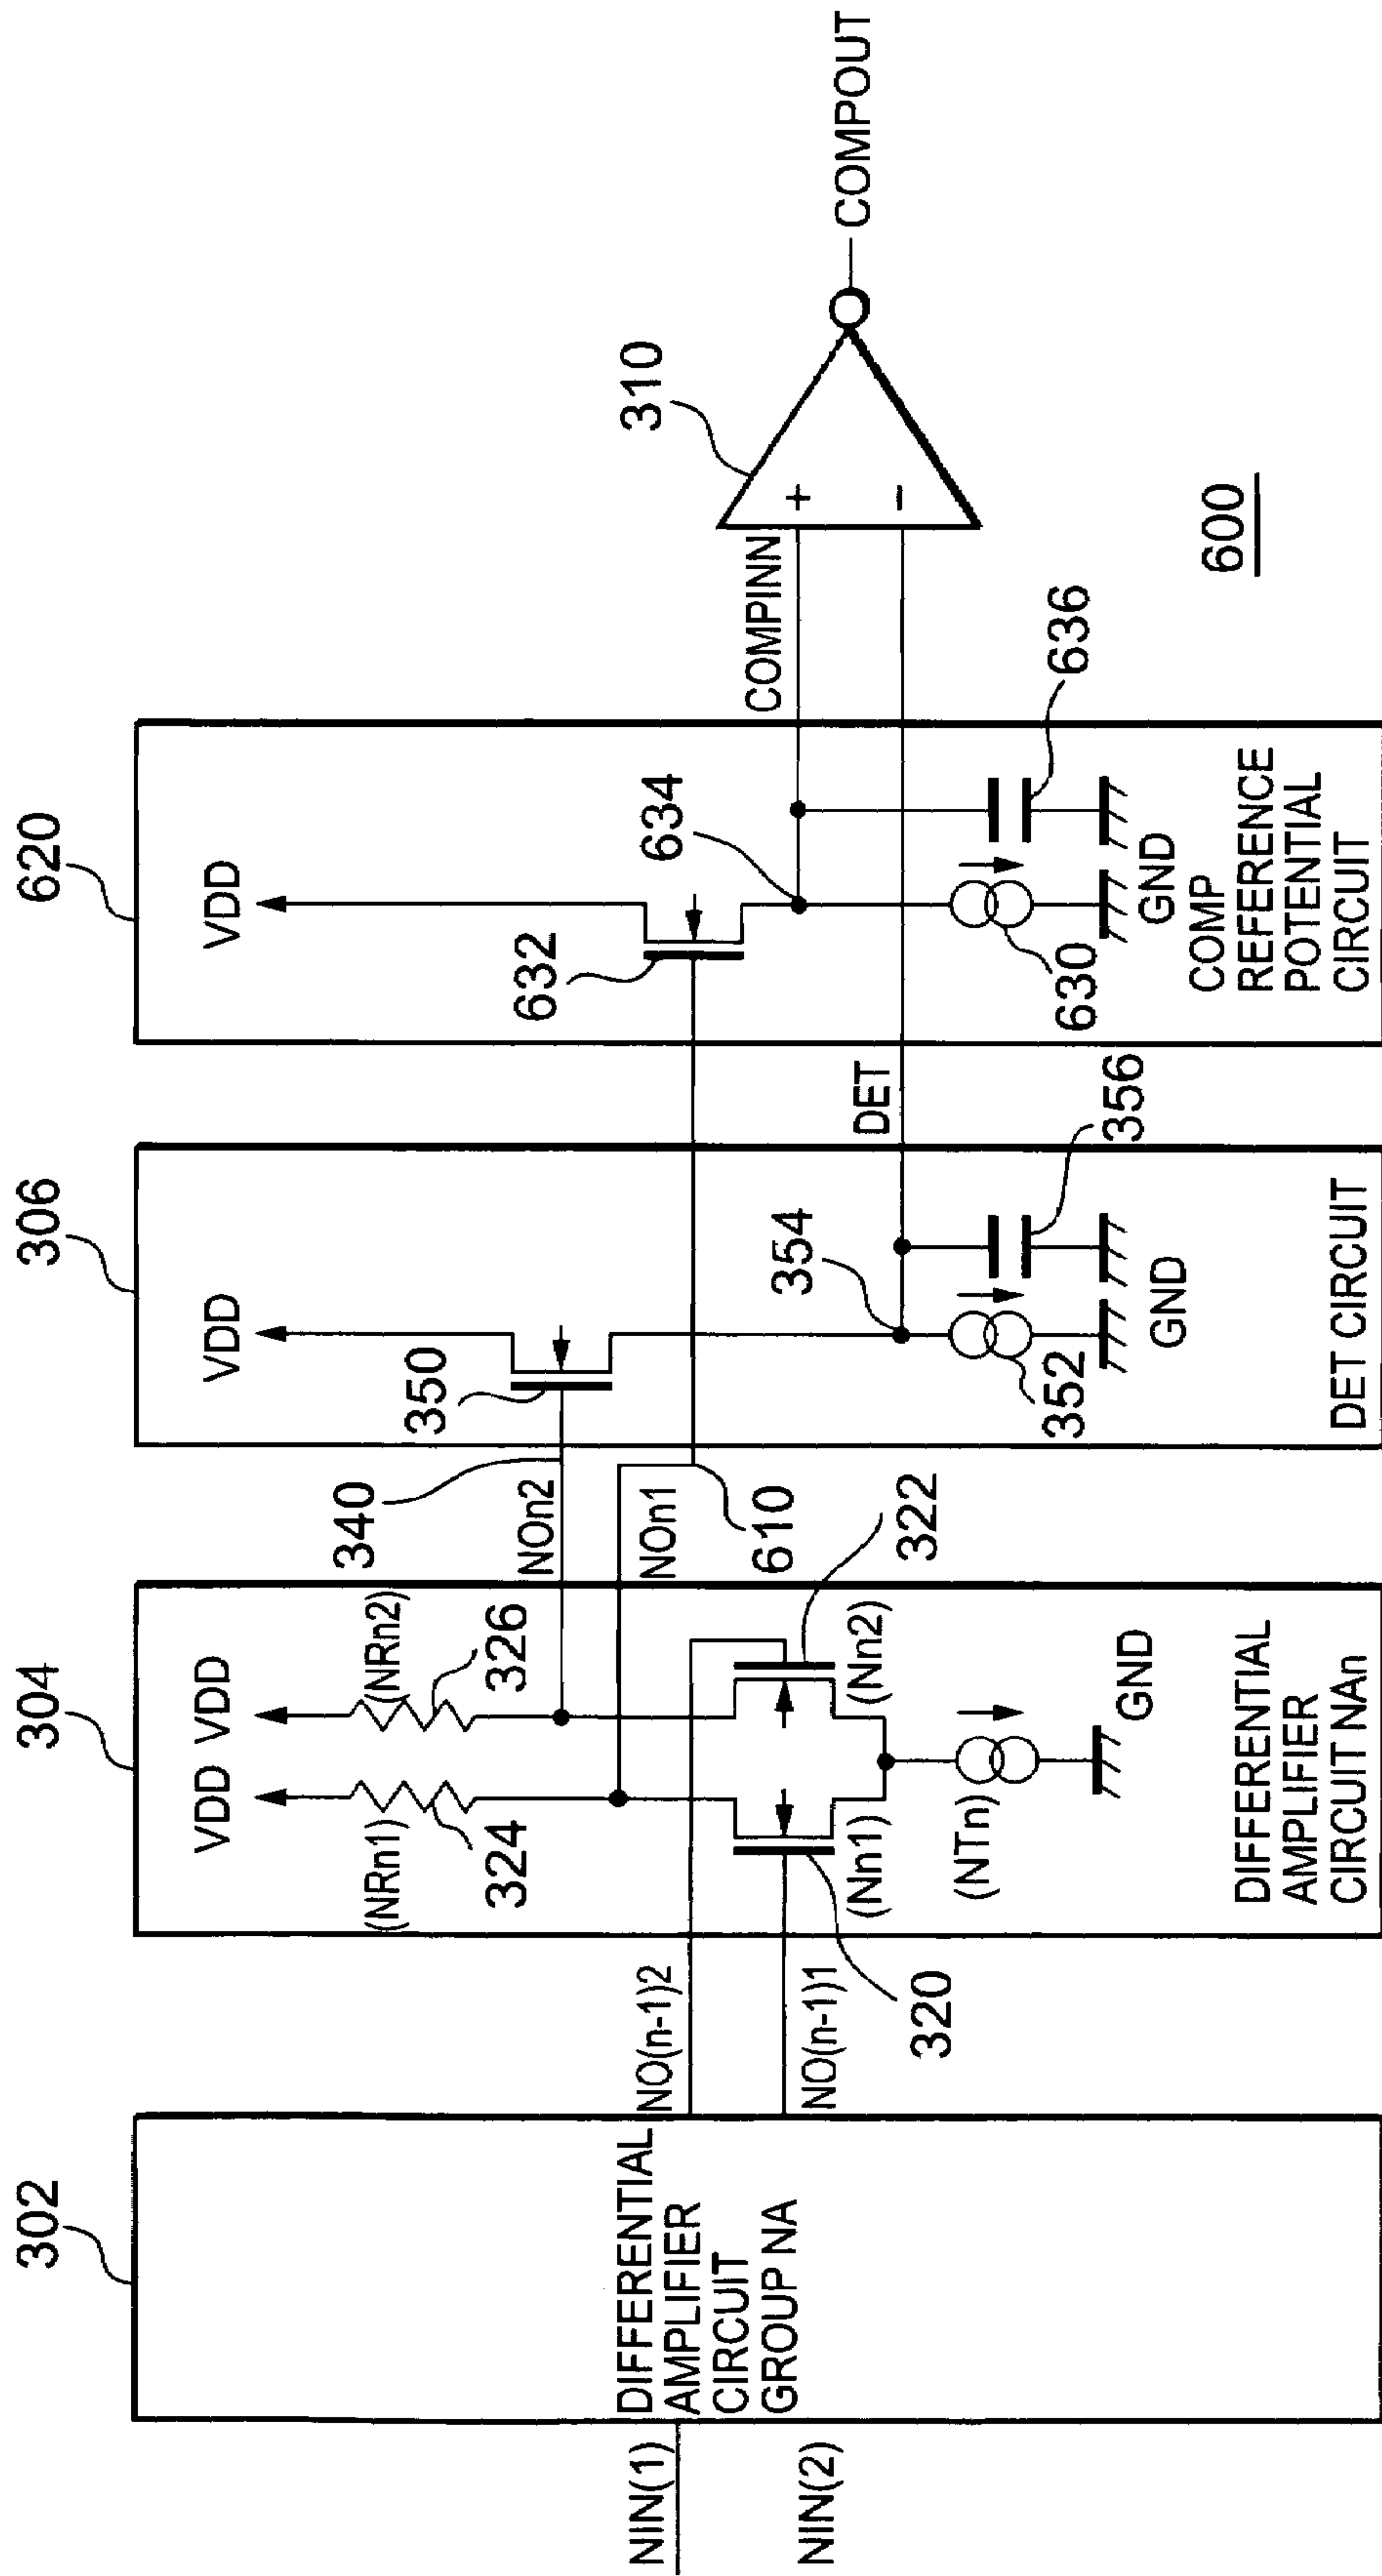 302
304
306
620
NIN(1)
NIN(2)
DIFFERENTIAL
AMPLIFIER
CIRCUIT
GROUP NA
NO(n-1)2
NO(n-1)1
320
VDD
VDD
(NRn1)
324
(NRn2)
326
(Nn1)
(Nn2)
322
(NTn)
GND
DIFFERENTIAL
AMPLIFIER
CIRCUIT NAn
340
NOn2
NOn1
610
VDD
350
354
352
GND
356
DET CIRCUIT
DET
VDD
632
634
630
GND
636
COMP
REFERENCE
POTENTIAL
CIRCUIT
COMPINN
310
+
−
COMPOUT
600